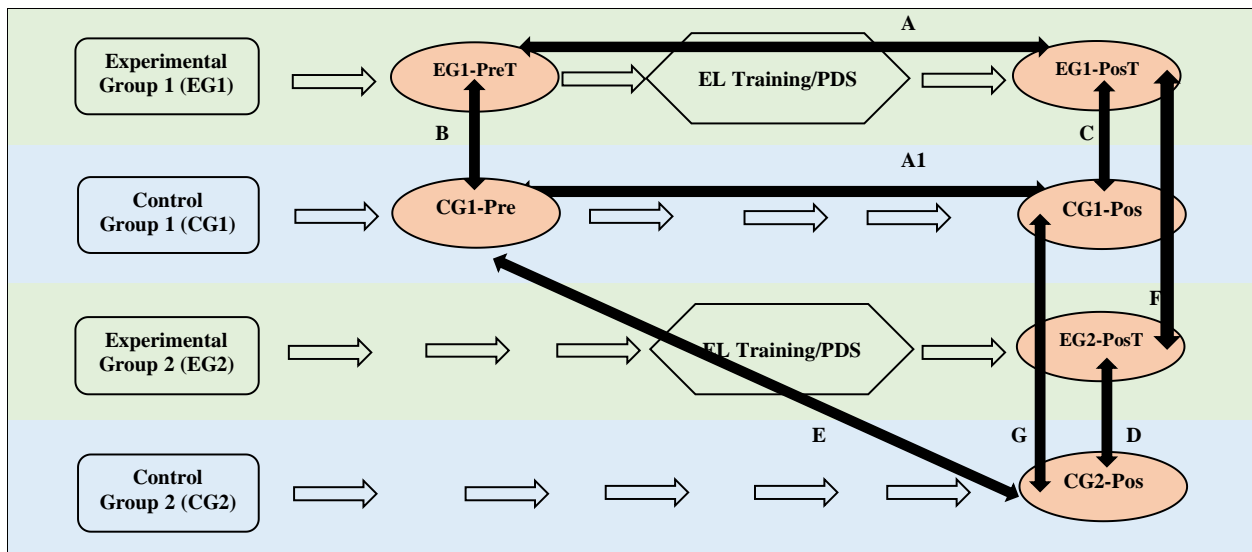 A
Experimental
Group 1 (EG1)
EG1-PreT
EL Training/PDS
EG1-PosT
B
C
A1
Control
Group 1 (CG1)
CG1-Pre
CG1-Pos
F
Experimental
Group 2 (EG2)
EL Training/PDS
EG2-PosT
E
G
D
Control
Group 2 (CG2)
CG2-Pos